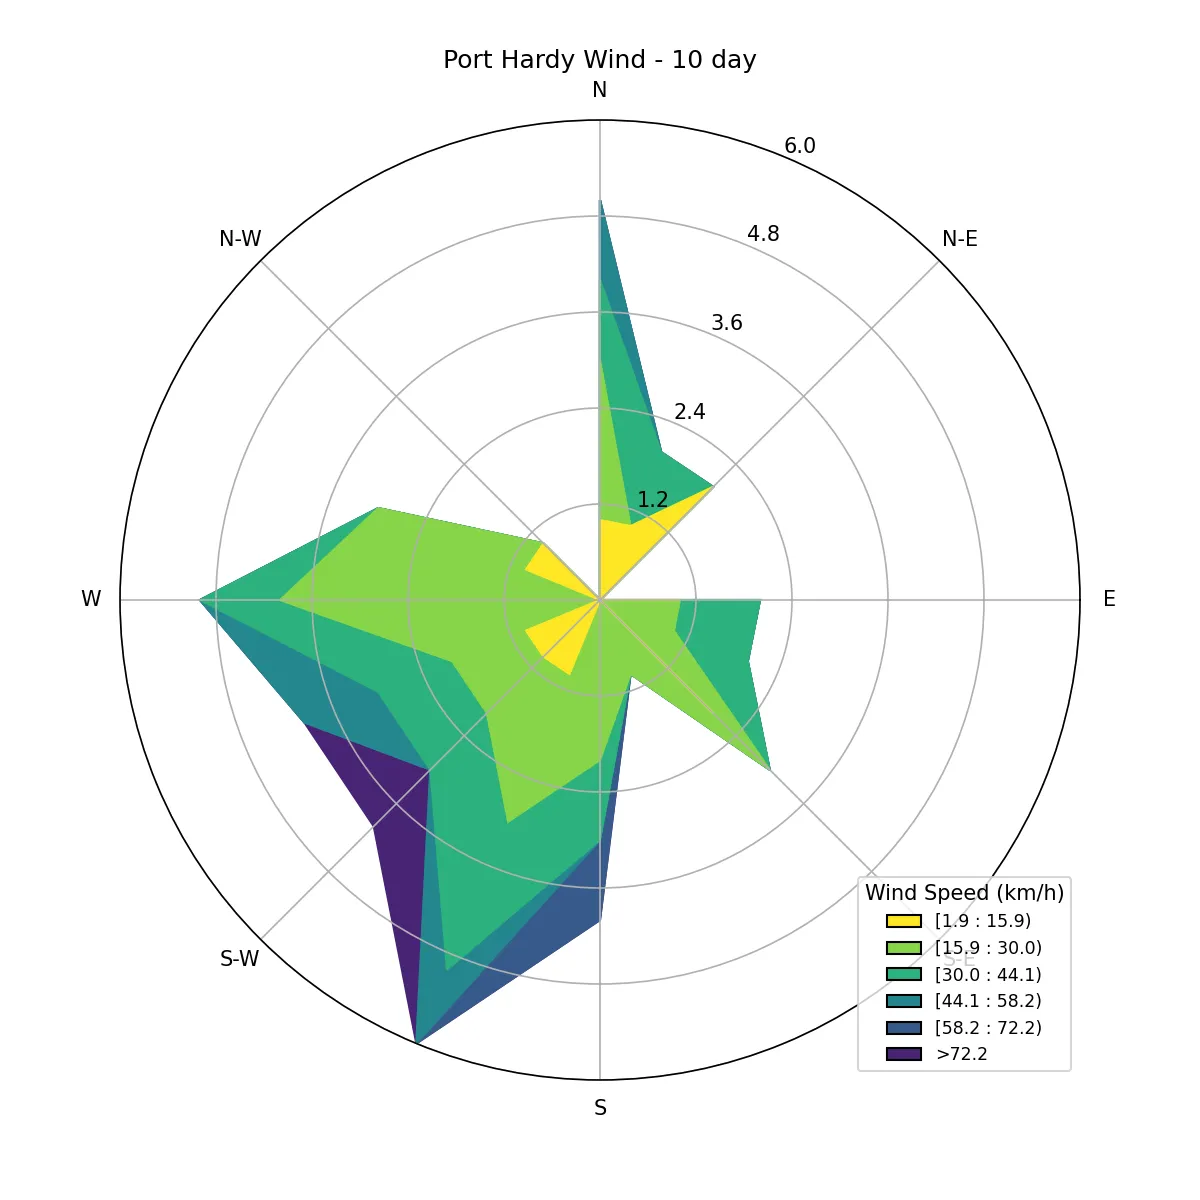 Port Hardy Wind - 10 day
N
6.0
N-W
4.8
N-E
3.6
2.4
1.2
W
E
Wind Speed (km/h)
[1.9 : 15.9)
[15.9 : 30.0)
S-W
S-E
[30.0 : 44.1)
[44.1 : 58.2)
[58.2 : 72.2)
>72.2
S